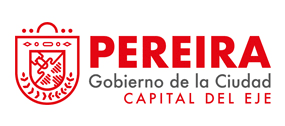 PEREIRA
Gobierno de la Ciudad
CAPITAL DEL EJE